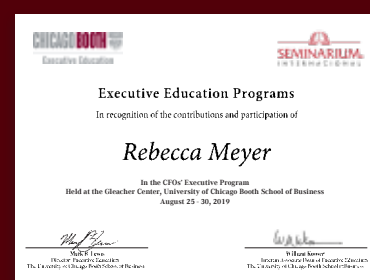 CHICAGO BOOTH
Executive Education
SEMINARIUM
INTERNACIONAL
Executive Education Programs
In recognition of the contributions and participation of
Rebecca Meyer
In the CFOs' Executive Program
Held at the Gleacher Center, University of Chicago Booth School of Business
August 25 - 30, 2019
Mark R Lewis
Director Executive Education
The University of Chicago Booth School of Business
William Kooser
Interim Associate Dean of Executive Education
The University of Chicago Booth School of Business